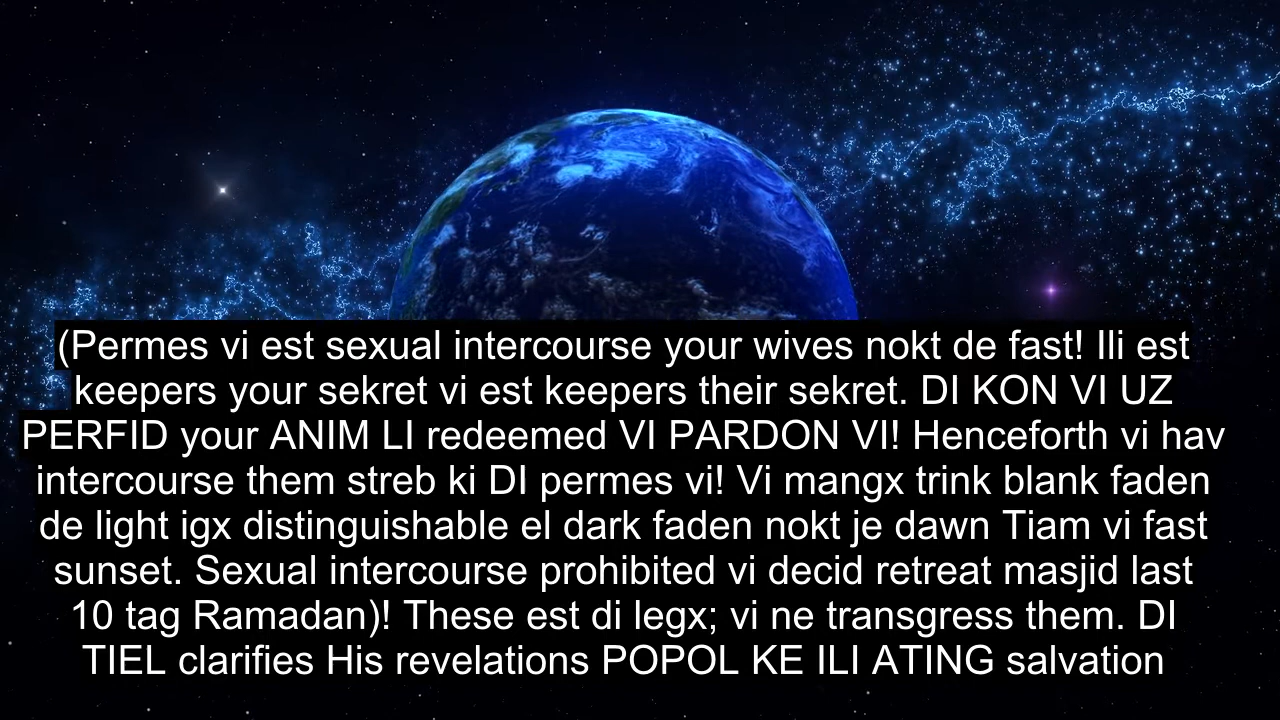 (Permes vi est sexual intercourse your wives nokt de fast! Ili est
keepers your sekret vi est keepers their sekret. DI KON VI UZ
PERFID your ANIM LI redeemed VI PARDON VI! Henceforth vi hav
intercourse them streb ki DI permes vi! Vi mangx trink blank faden
de light igx distinguishable el dark faden nokt je dawn Tiam vi fast
sunset. Sexual intercourse prohibited vi decid retreat masjid last
10 tag Ramadan)! These est di legx; vi ne transgress them. DI
TIEL clarifies His revelations POPOL KE ILI ATING salvation